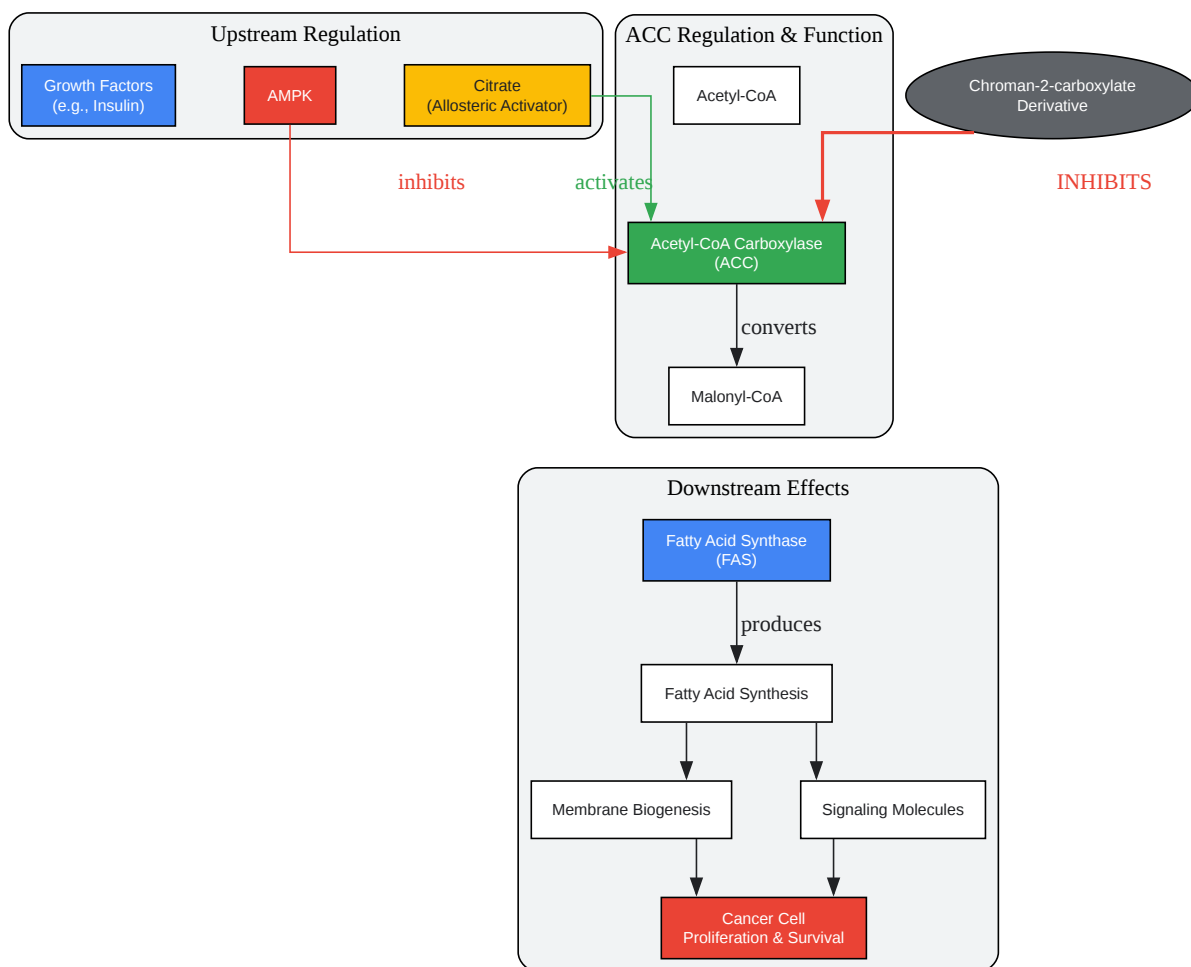 Upstream Regulation
Growth Factors
(e.g., Insulin)
AMPK
Citrate
(Allosteric Activator)
ACC Regulation & Function
Acetyl-CoA
Chroman-2-carboxylate
Derivative
inhibits
activates
INHIBITS
Acetyl-CoA Carboxylase
(ACC)
converts
Malonyl-CoA
Downstream Effects
Fatty Acid Synthase
(FAS)
produces
Fatty Acid Synthesis
Membrane Biogenesis
Signaling Molecules
Cancer Cell
Proliferation & Survival